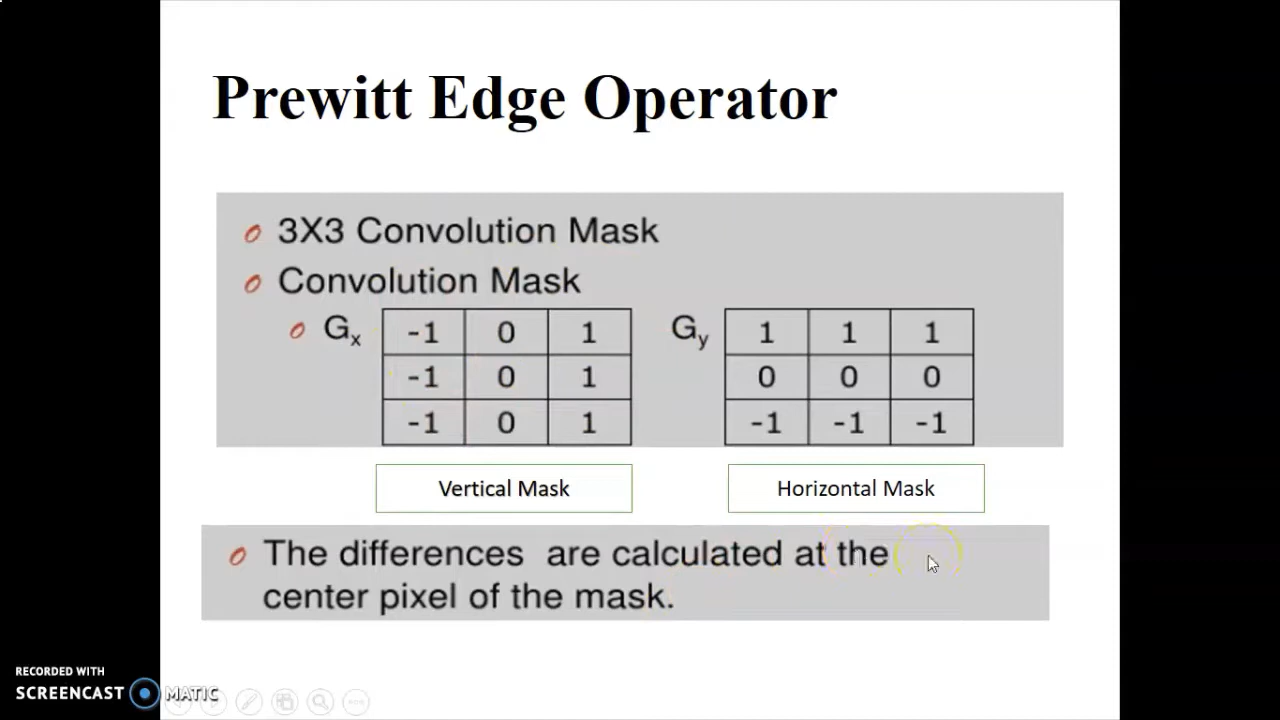 Prewitt Edge Operator
3X3 Convolution Mask
Convolution Mask
Gx -1 0 1 Gy 1 1 1
-1 0 1 0 0 0
-1 0 1 -1 -1 -1
Vertical Mask Horizontal Mask
The differences are calculated at the
center pixel of the mask.
RECORDED WITH
SCREENCAST MATIC